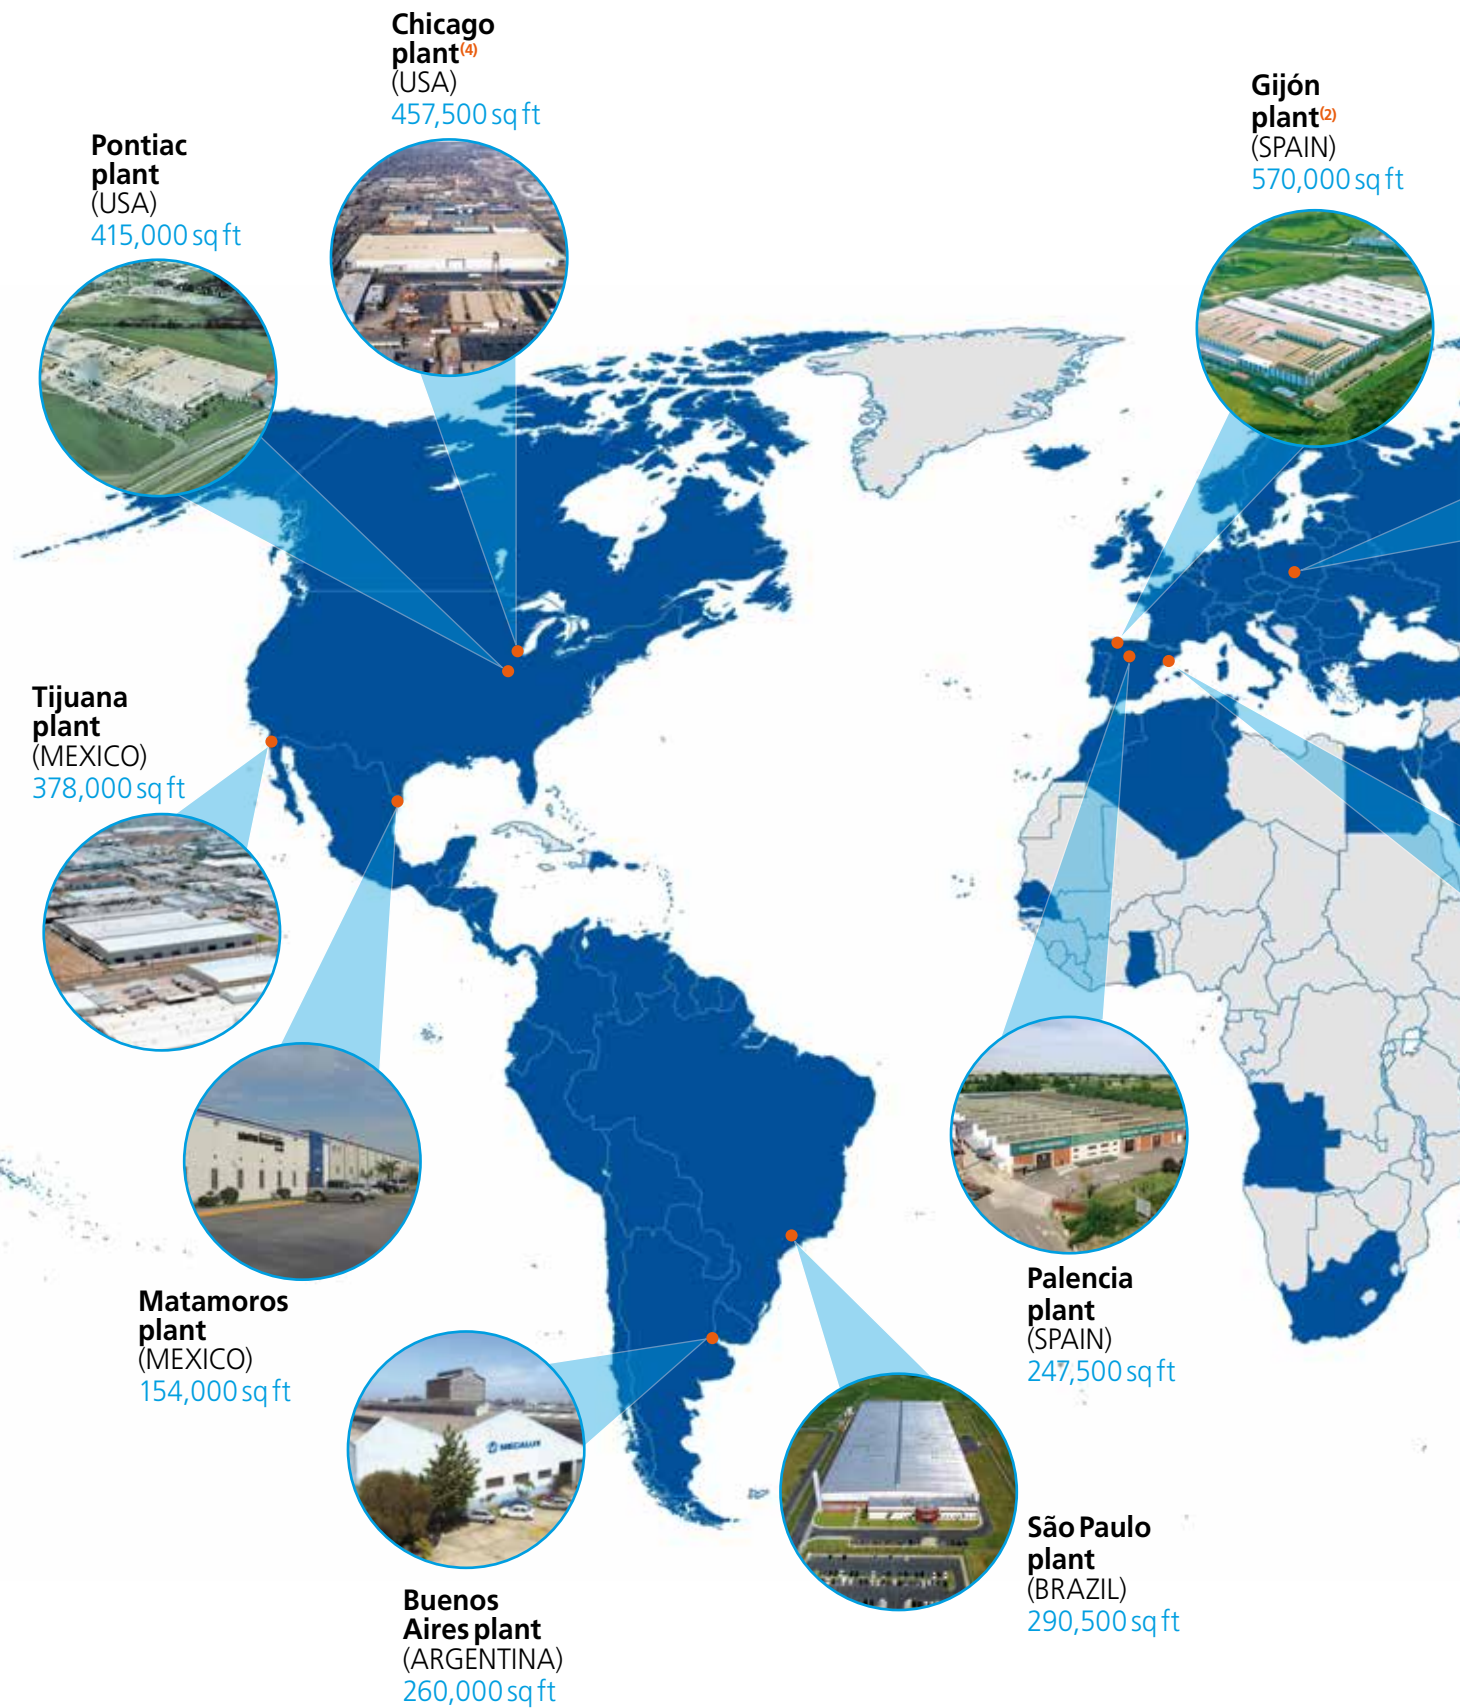 Chicago
plant(4)
(USA)
457,500 sq ft
Gijón
plant(2)
(SPAIN)
570,000 sq ft
Pontiac
plant
(USA)
415,000 sq ft
Tijuana
plant
(MEXICO)
378,000 sq ft
Matamoros
plant
(MEXICO)
154,000 sq ft
Palencia
plant
(SPAIN)
247,500 sq ft
MECALUX
São Paulo
plant
(BRAZIL)
290,500 sq ft
Buenos
Aires plant
(ARGENTINA)
260,000 sq ft